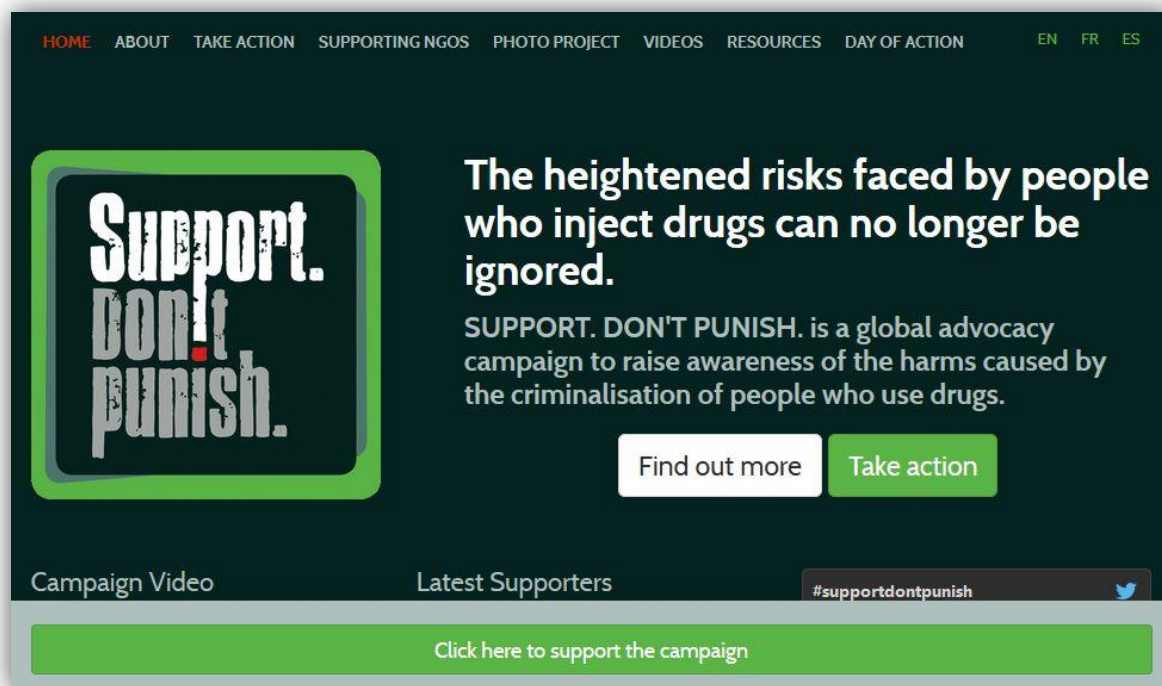 HOME ABOUT TAKE ACTION SUPPORTING NGOS PHOTO PROJECT VIDEOS RESOURCES DAY OF ACTION EN FR ES
Support.
Don't
punish.
The heightened risks faced by people
who inject drugs can no longer be
ignored.
SUPPORT. DON'T PUNISH. is a global advocacy
campaign to raise awareness of the harms caused by
the criminalisation of people who use drugs.
Find out more Take action
Campaign Video Latest Supporters #supportdontpunish
Click here to support the campaign